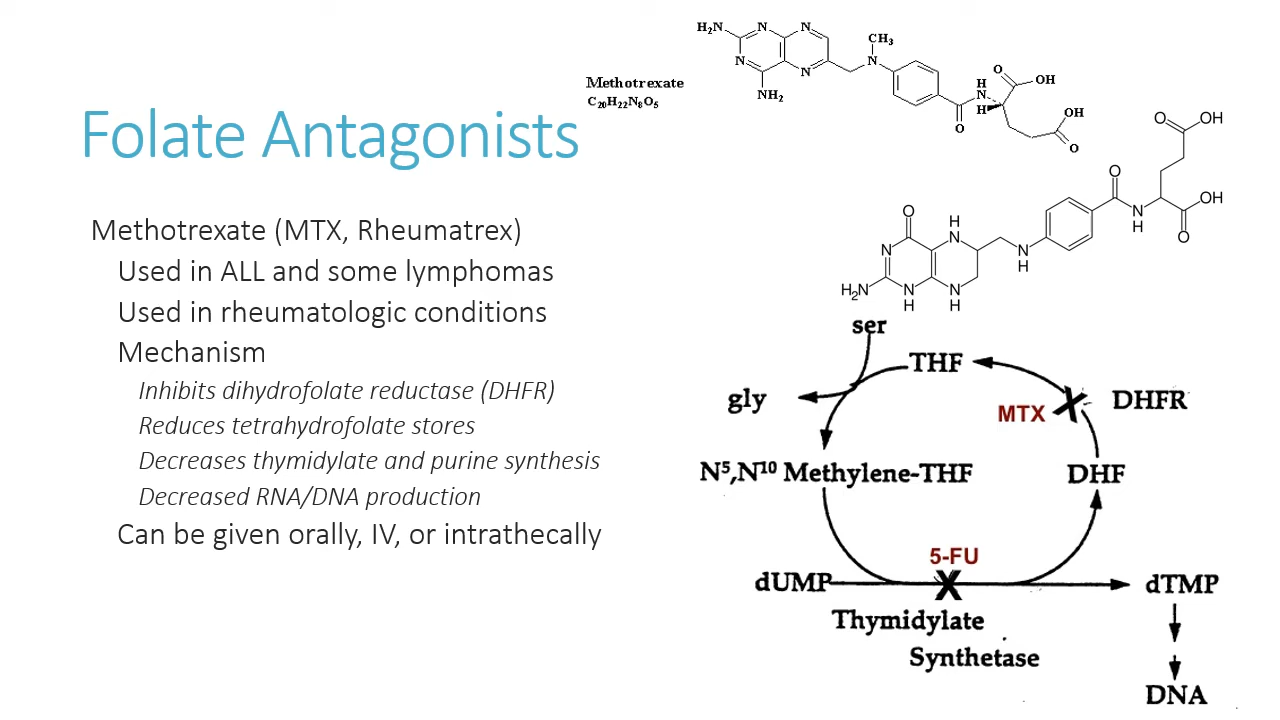 Folate Antagonists
Methotrexate (MTX, Rheumatrex)
Used in ALL and some lymphomas
Used in rheumatologic conditions
Mechanism
Inhibits dihydrofolate reductase (DHFR)
Reduces tetrahydrofolate stores
Decreases thymidylate and purine synthesis
Decreased RNA/DNA production
Can be given orally, IV, or intrathecally
Methotrexate
C₂₀H₂₂N₈O₅
H₂N
N
N
N
N
NH₂
CH₃
N
O
N
H
H
O
OH
OH
O
O
OH
O
N
H
OH
O
O
N
H₂N
N
H
H
N
N
H
N
H
ser
THF
gly
MTX
DHFR
N⁵,N¹⁰ Methylene-THF
DHF
5-FU
dUMP
dTMP
Thymidylate
Synthetase
DNA